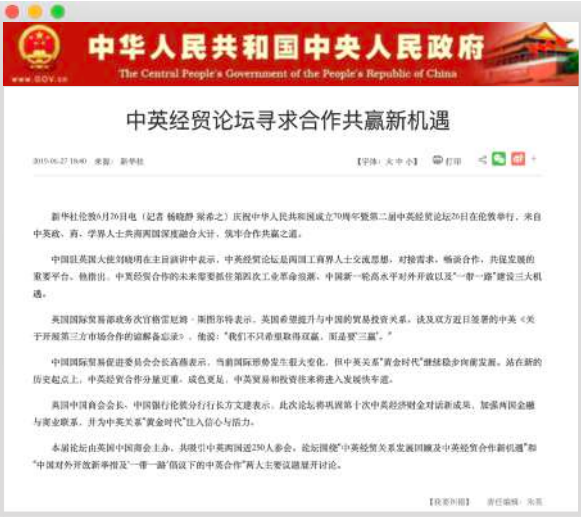 中华人民共和国中央人民政府
www.GOV.cn
The Central People's Government of the People's Republic of China
中英经贸论坛寻求合作共赢新机遇
2019-06-27 16:40 来源: 新华社
【字体: 大 中 小】 打印 +
新华社伦敦6月26日电(记者 杨晓静 梁希之)庆祝中华人民共和国成立70周年暨第二届中英经贸论坛26日在伦敦举行。来自
中英政、商、学界人士共商两国深度融合大计、筑牢合作共赢之道。
中国驻英国大使刘晓明在主旨演讲中表示,中英经贸论坛是两国工商界人士交流思想、对接需求、畅谈合作、共促发展的
重要平台。他指出,中英经贸合作的未来需要抓住第四次工业革命浪潮、中国新一轮高水平对外开放以及"一带一路"建设三大机
遇。
英国国际贸易部政务次官格雷厄姆·斯图尔特表示,英国希望提升与中国的贸易投资关系。谈及双方近日签署的中英《关
于开展第三方市场合作的谅解备忘录》,他说:"我们不只希望取得双赢,而是要'三赢'。"
中国国际贸易促进委员会会长高燕表示,当前国际形势发生很大变化,但中英关系"黄金时代"继续稳步向前发展。站在新的
历史起点上,中英经贸合作分量更重、成色更足,中英贸易和投资往来将进入发展快车道。
英国中国商会会长、中国银行伦敦分行行长方文建表示,此次论坛将巩固第十次中英经济财金对话新成果,加强两国金融
与商业联系,并为中英关系"黄金时代"注入信心与活力。
本届论坛由英国中国商会主办,共吸引中英两国近250人参会。论坛围绕"中英经贸关系发展回顾及中英经贸合作新机遇"和
"中国对外开放新举措及'一带一路'倡议下的中英合作"两大主要议题展开讨论。
【我要纠错】 责任编辑: 朱英